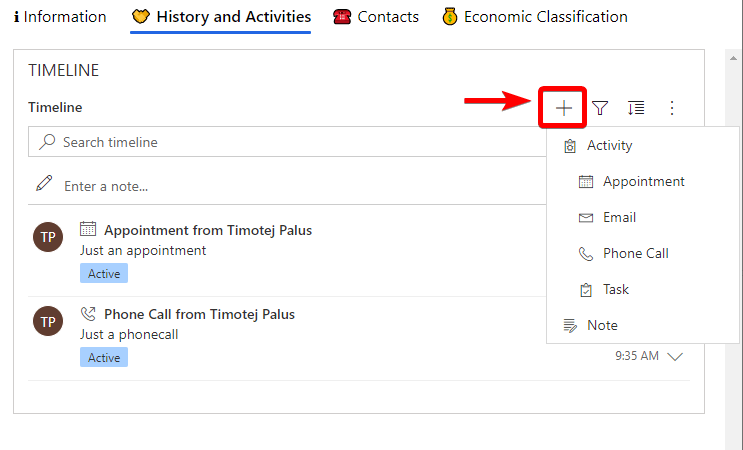 Information History and Activities Contacts Economic Classification
TIMELINE
Timeline
Search timeline
Enter a note...
Activity
Appointment
Email
Phone Call
Task
Note
TP
Appointment from Timotej Palus
Just an appointment
Active
TP
Phone Call from Timotej Palus
Just a phonecall
Active
9:35 AM